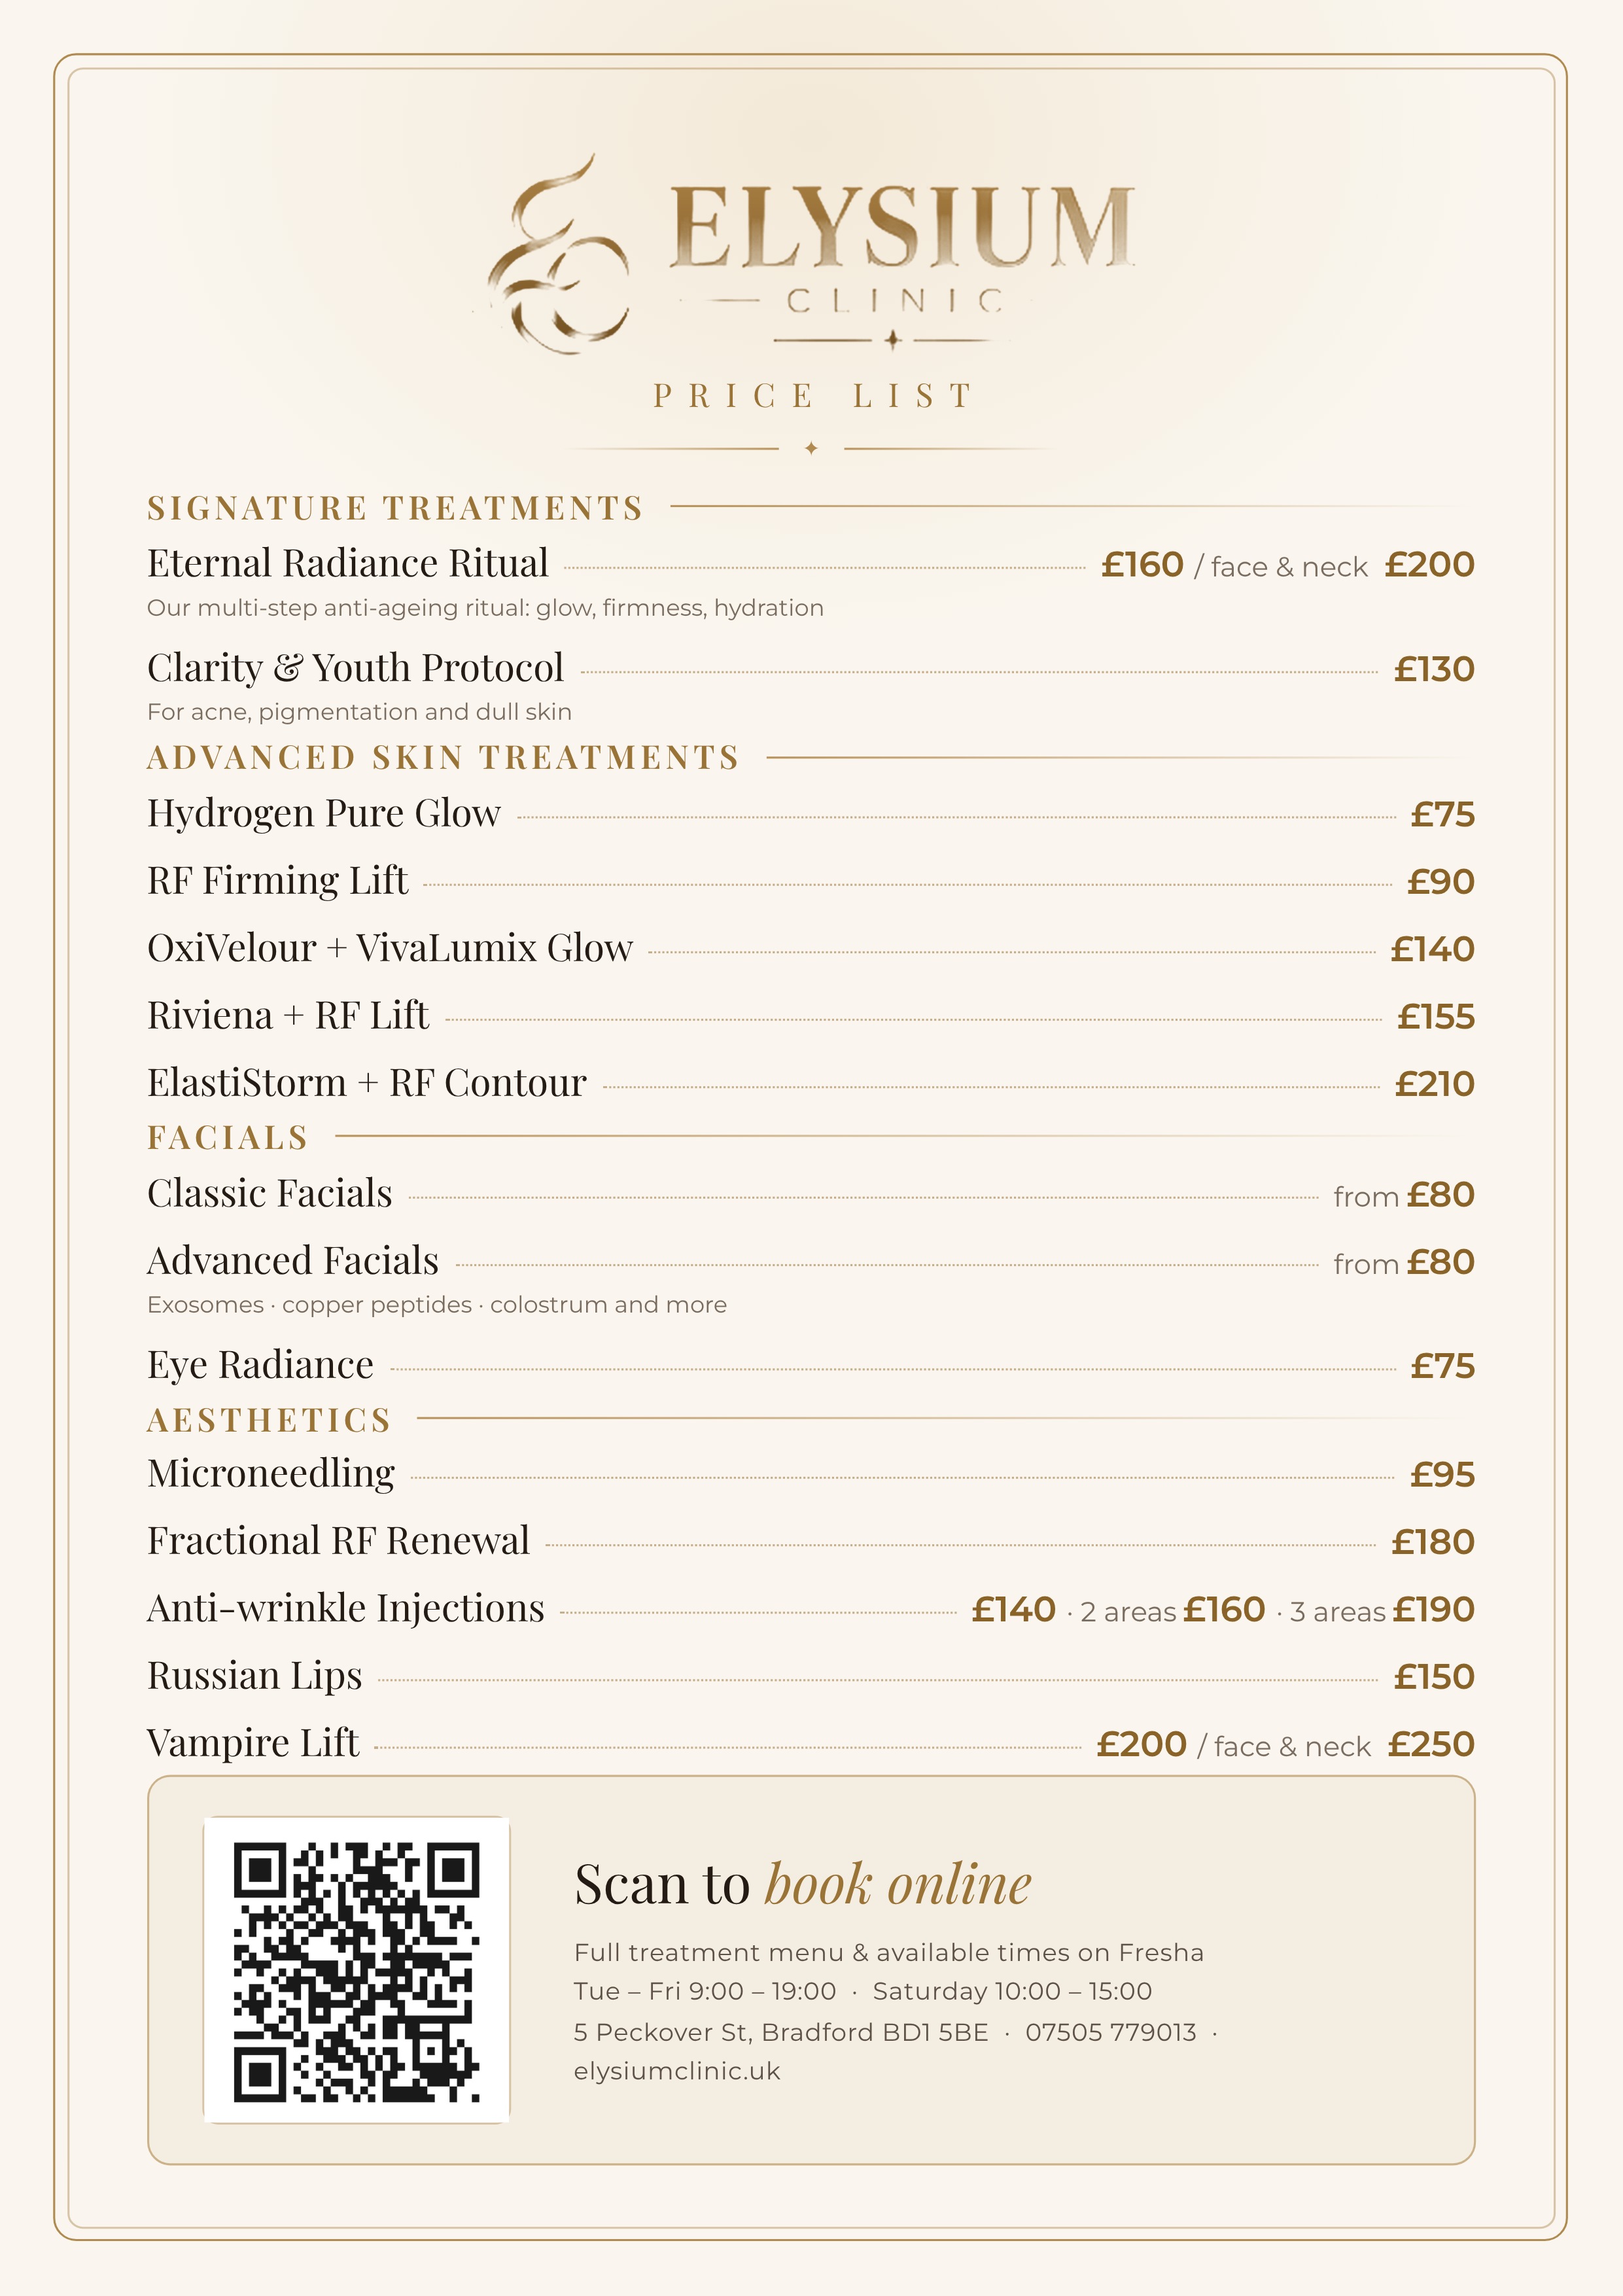 ELYSIUM
CLINIC
PRICE LIST
SIGNATURE TREATMENTS
Eternal Radiance Ritual £160 / face & neck £200
Our multi-step anti-ageing ritual: glow, firmness, hydration
Clarity & Youth Protocol £130
For acne, pigmentation and dull skin
ADVANCED SKIN TREATMENTS
Hydrogen Pure Glow £75
RF Firming Lift £90
OxiVelour + VivaLumix Glow £140
Riviena + RF Lift £155
ElastiStorm + RF Contour £210
FACIALS
Classic Facials from £80
Advanced Facials from £80
Exosomes · copper peptides · colostrum and more
Eye Radiance £75
AESTHETICS
Microneedling £95
Fractional RF Renewal £180
Anti-wrinkle Injections £140 · 2 areas £160 · 3 areas £190
Russian Lips £150
Vampire Lift £200 / face & neck £250
Scan to book online
Full treatment menu & available times on Fresha
Tue – Fri 9:00 – 19:00 · Saturday 10:00 – 15:00
5 Peckover St, Bradford BD1 5BE · 07505 779013 ·
elysiumclinic.uk